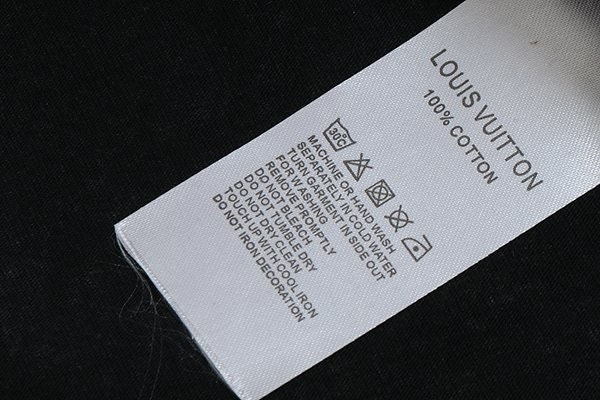 LOUIS VUITTON
100% COTTON
30°C
MACHINE OR HAND WASH
SEPARATELY IN COLD WATER
TURN GARMENT IN SIDE OUT
FOR WASHING
REMOVE PROMPTLY
DO NOT BLEACH
DO NOT TUMBLE DRY
DO NOT DRY CLEAN
TOUCH UP WITH COOL IRON
DO NOT IRON DECORATION